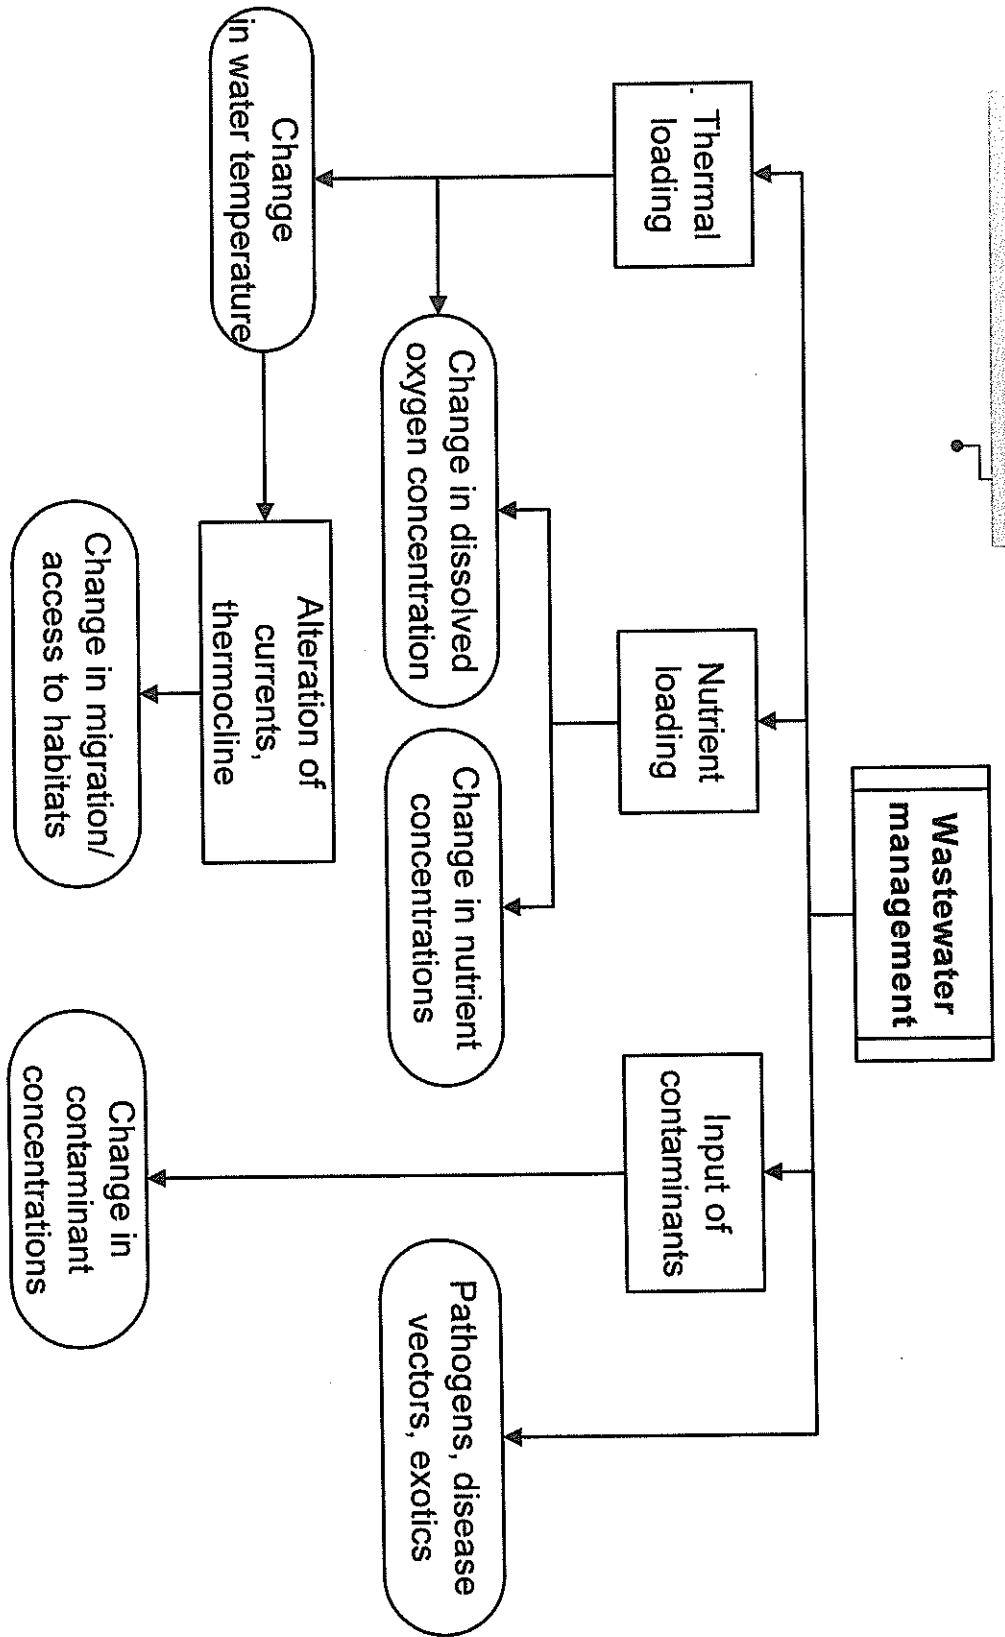 Wastewater
management
Thermal
loading
Nutrient
loading
Input of
contaminants
Change in dissolved
oxygen concentration
Change in nutrient
concentrations
Pathogens, disease
vectors, exotics
Change
in water temperature
Alteration of
currents,
thermocline
Change in migration/
access to habitats
Change in
contaminant
concentrations